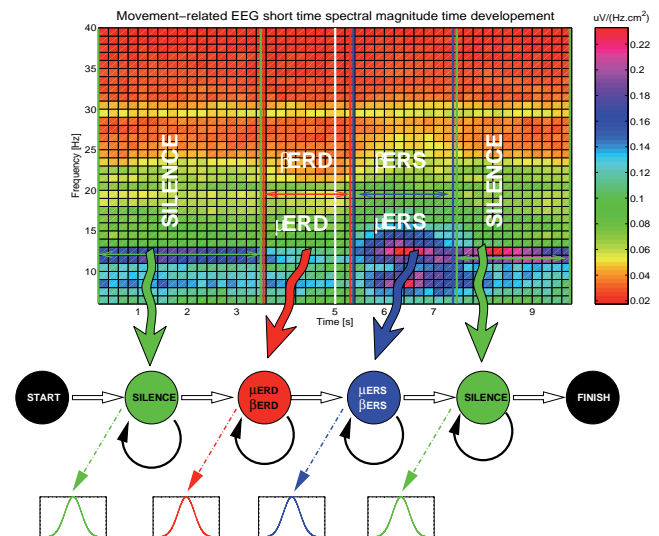 Movement-related EEG short time spectral magnitude time developement
uV/(Hz.cm²)
Frequency [Hz]
40
35
30
25
20
15
10
SILENCE
βERD
μERD
βERS
μERS
SILENCE
0.22
0.2
0.18
0.16
0.14
0.12
0.1
0.08
0.06
0.04
0.02
1 2 3 4 5 6 7 8 9
Time [s]
START
SILENCE
μERD
βERD
μERS
βERS
SILENCE
FINISH